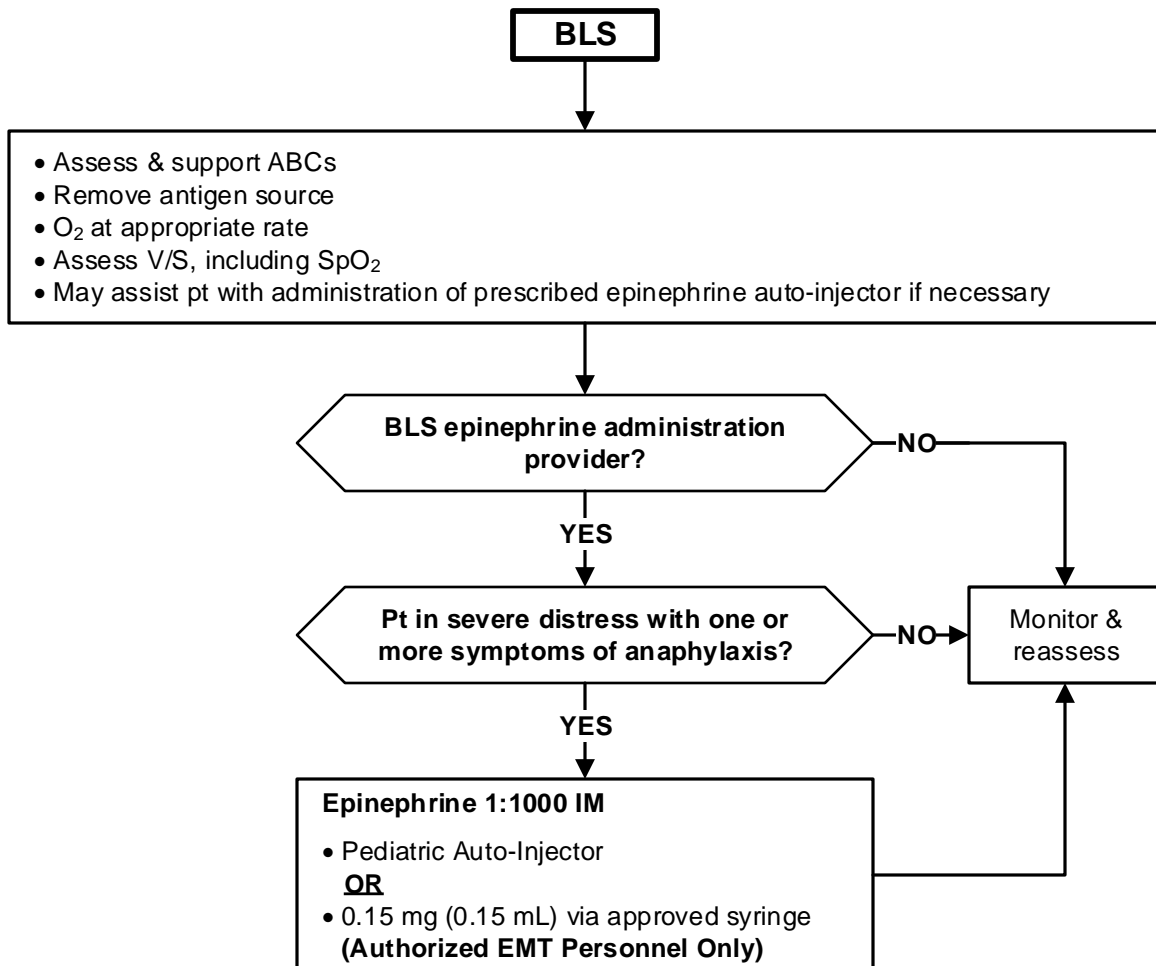 BLS
• Assess & support ABCs
• Remove antigen source
• O₂ at appropriate rate
• Assess V/S, including SpO₂
• May assist pt with administration of prescribed epinephrine auto-injector if necessary
BLS epinephrine administration
provider?
NO
YES
Pt in severe distress with one or
more symptoms of anaphylaxis?
NO
Monitor &
reassess
YES
Epinephrine 1:1000 IM
• Pediatric Auto-Injector
OR
• 0.15 mg (0.15 mL) via approved syringe
(Authorized EMT Personnel Only)